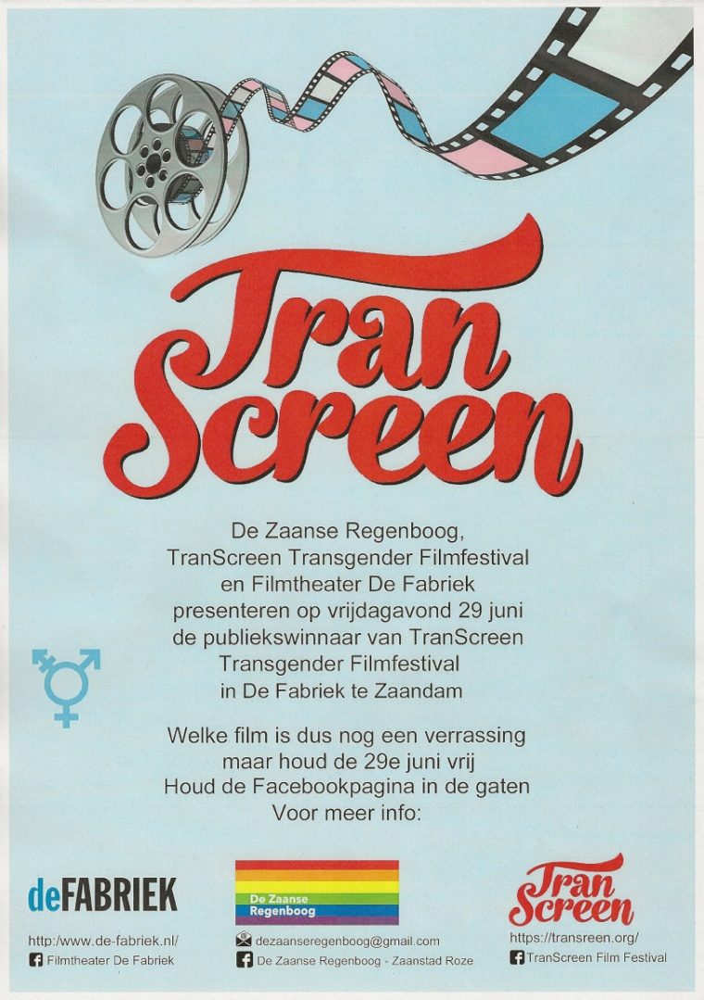 Tran
Screen
De Zaanse Regenboog,
TranScreen Transgender Filmfestival
en Filmtheater De Fabriek
presenteren op vrijdagavond 29 juni
de publiekswinnaar van TranScreen
Transgender Filmfestival
in De Fabriek te Zaandam
Welke film is dus nog een verrassing
maar houd de 29e juni vrij
Houd de Facebookpagina in de gaten
Voor meer info:
deFABRIEK
http:/www.de-fabriek.nl/
Filmtheater De Fabriek
De Zaanse
Regenboog
dezaanseregenboog@gmail.com
De Zaanse Regenboog - Zaanstad Roze
Tran
Screen
https://transreen.org/
TranScreen Film Festival